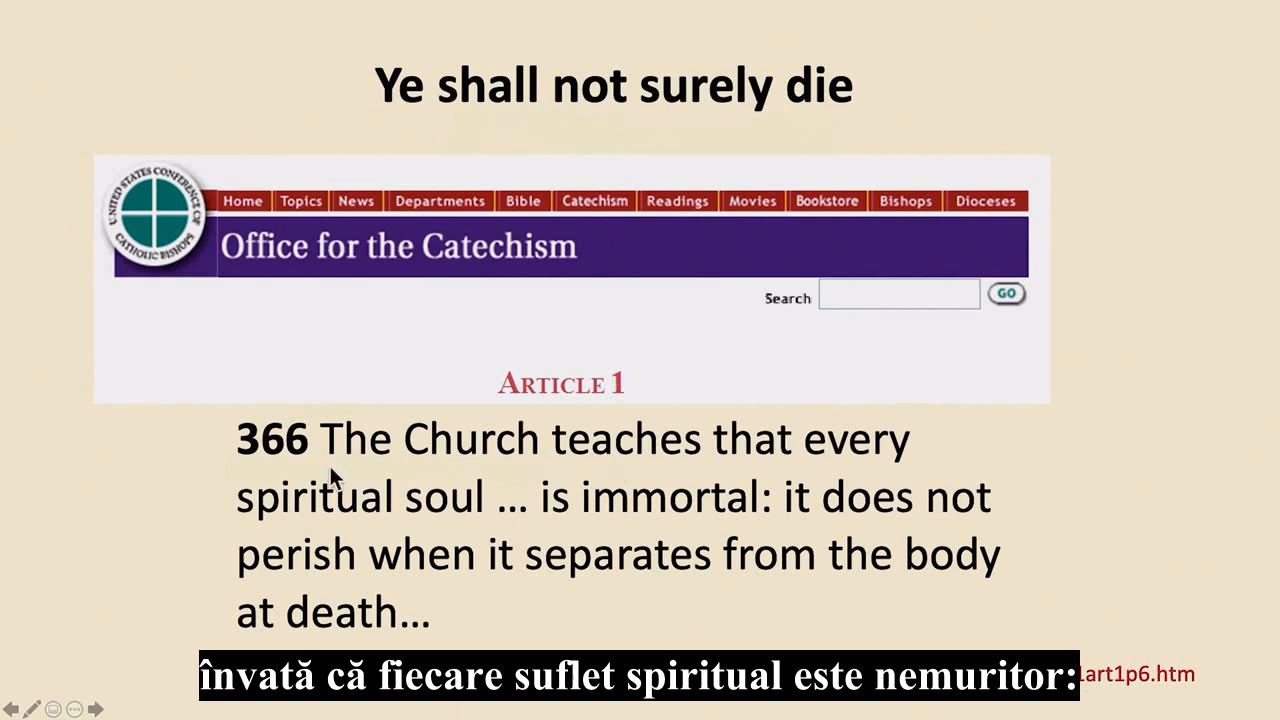 Ye shall not surely die
UNITED STATES CONFERENCE OF CATHOLIC BISHOPS
Home Topics News Departments Bible Catechism Readings Movies Bookstore Bishops Dioceses
Office for the Catechism
Search GO
ARTICLE 1
366 The Church teaches that every
spiritual soul ... is immortal: it does not
perish when it separates from the body
at death...
învată că fiecare suflet spiritual este nemuritor:
1art1p6.htm